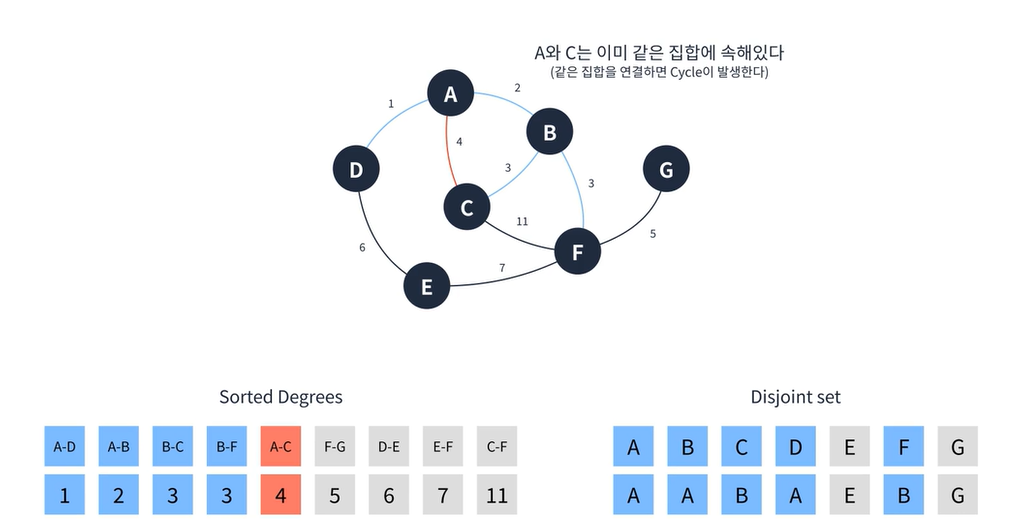 A와 C는 이미 같은 집합에 속해있다
(같은 집합을 연결하면 Cycle이 발생한다)
A
2
1
B
4
D
3
G
3
C
11
5
F
6
7
E
Sorted Degrees
A-D A-B B-C B-F A-C F-G D-E E-F C-F
1 2 3 3 4 5 6 7 11
Disjoint set
A B C D E F G
A A B A E B G